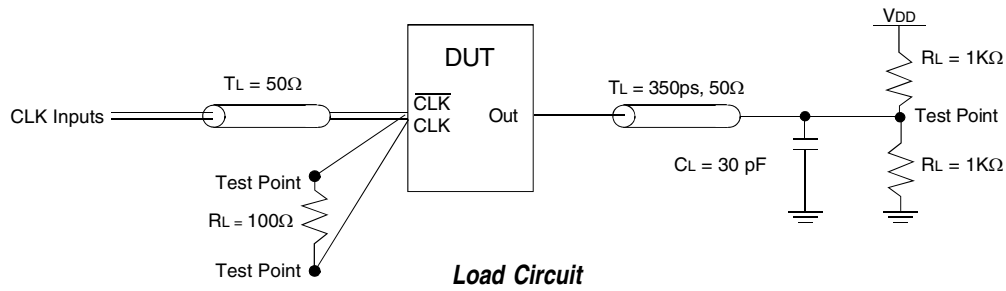 VDD
DUT
RL = 1KΩ
TL = 50Ω
TL = 350ps, 50Ω
CLK Inputs
CLK
CLK
Out
Test Point
CL = 30 pF
RL = 1KΩ
Test Point
RL = 100Ω
Test Point
Load Circuit